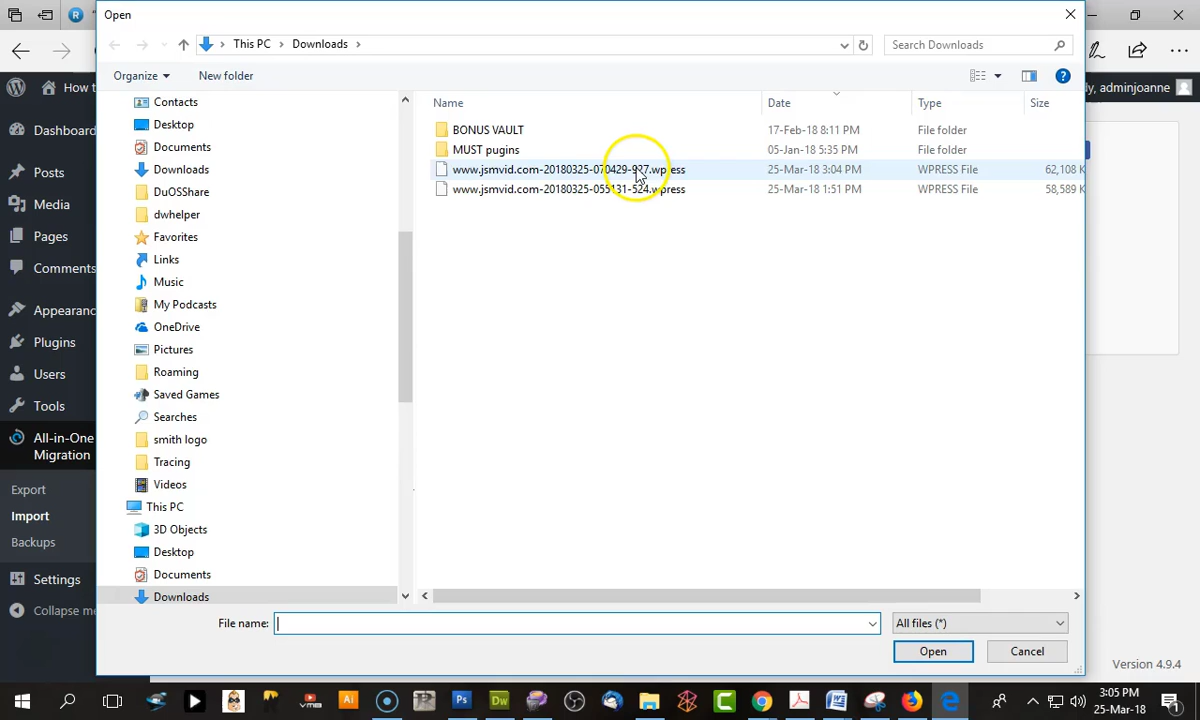 Open
This PC
Downloads
Search Downloads
Organize
New folder
Name
Date
Type
Size
BONUS VAULT
17-Feb-18 8:11 PM
File folder
MUST pugins
05-Jan-18 5:35 PM
File folder
www.jsmvid.com-20180325-070429-927.wpress
25-Mar-18 3:04 PM
WPRESS File
62,108 K
www.jsmvid.com-20180325-055131-524.wpress
25-Mar-18 1:51 PM
WPRESS File
58,589 K
Contacts
Desktop
Documents
Downloads
DuOSShare
dwhelper
Favorites
Links
Music
My Podcasts
OneDrive
Pictures
Roaming
Saved Games
Searches
smith logo
Tracing
Videos
This PC
3D Objects
Desktop
Documents
Downloads
File name:
All files (*)
Open
Cancel
How t
y, adminjoanne
Dashboard
Posts
Media
Pages
Comments
Appearanc
Plugins
Users
Tools
All-in-One
Migration
Export
Import
Backups
Settings
Collapse me
Version 4.9.4
3:05 PM
25-Mar-18